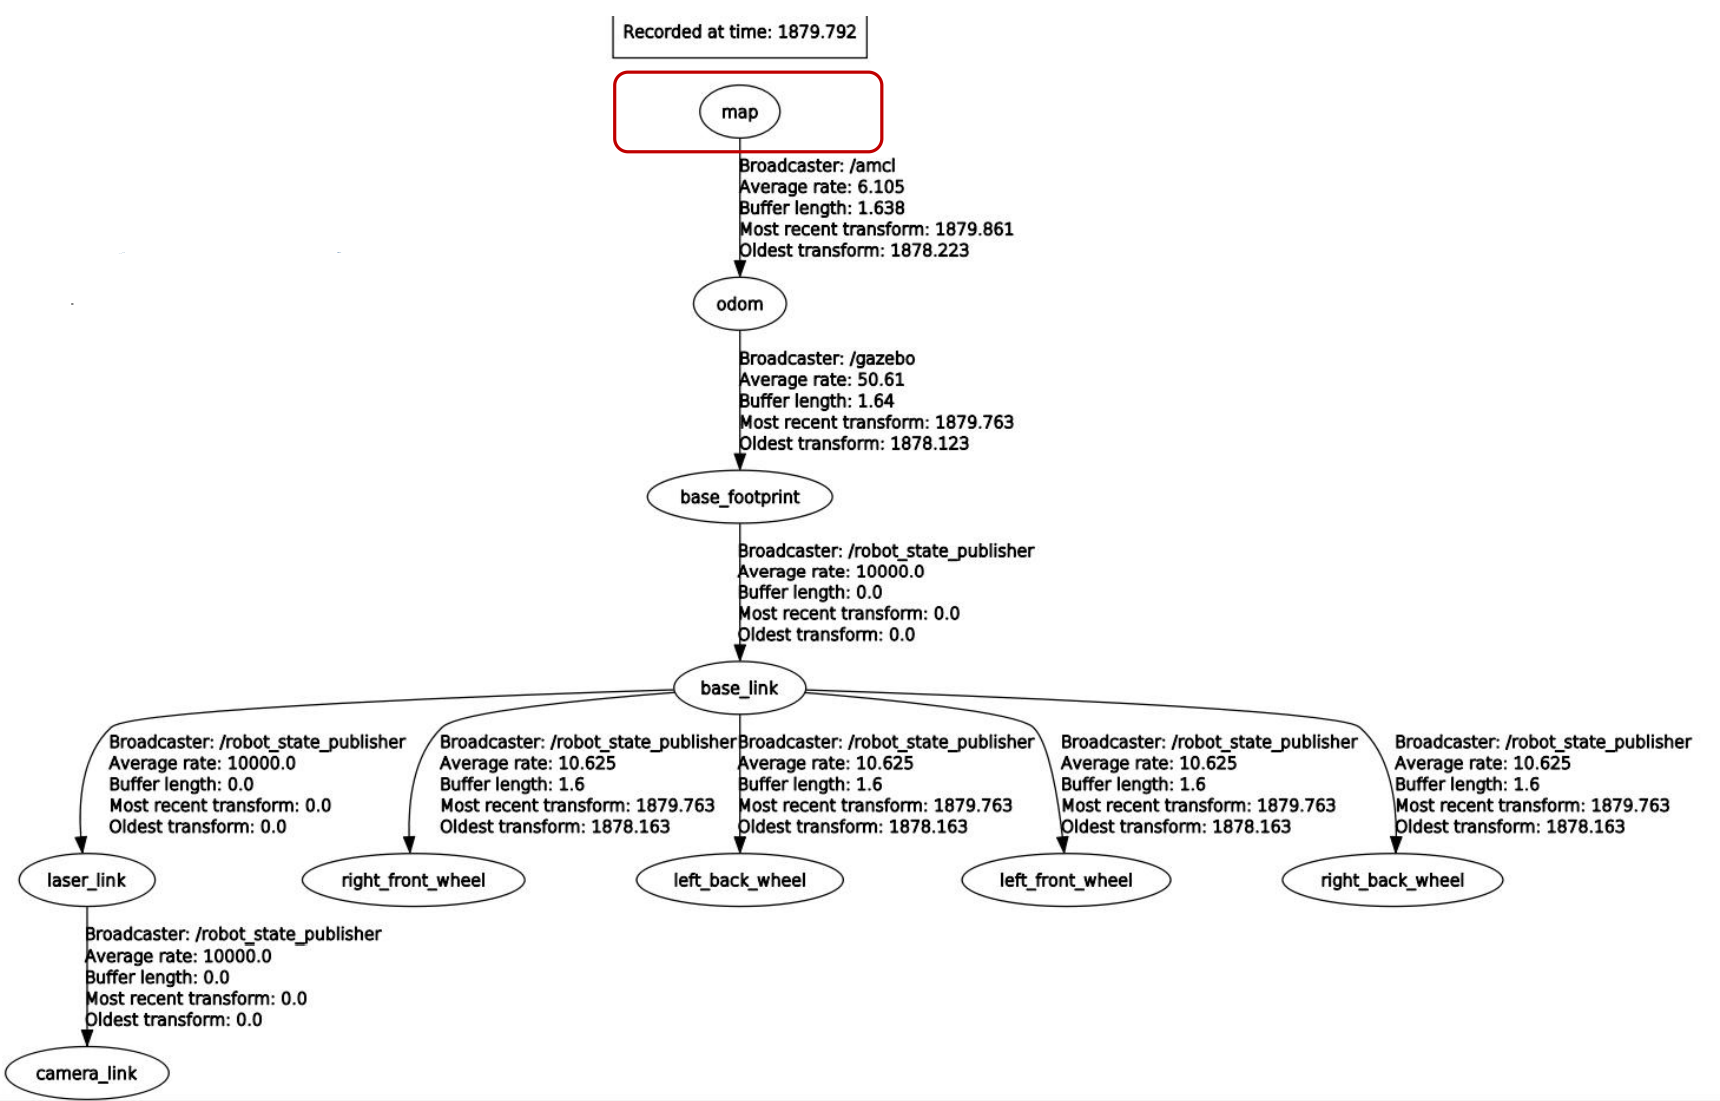 Recorded at time: 1879.792
map
Broadcaster: /amcl
Average rate: 6.105
Buffer length: 1.638
Most recent transform: 1879.861
Oldest transform: 1878.223
odom
Broadcaster: /gazebo
Average rate: 50.61
Buffer length: 1.64
Most recent transform: 1879.763
Oldest transform: 1878.123
base_footprint
Broadcaster: /robot_state_publisher
Average rate: 10000.0
Buffer length: 0.0
Most recent transform: 0.0
Oldest transform: 0.0
base_link
Broadcaster: /robot_state_publisher
Average rate: 10000.0
Buffer length: 0.0
Most recent transform: 0.0
Oldest transform: 0.0
Broadcaster: /robot_state_publisher
Average rate: 10.625
Buffer length: 1.6
Most recent transform: 1879.763
Oldest transform: 1878.163
Broadcaster: /robot_state_publisher
Average rate: 10.625
Buffer length: 1.6
Most recent transform: 1879.763
Oldest transform: 1878.163
Broadcaster: /robot_state_publisher
Average rate: 10.625
Buffer length: 1.6
Most recent transform: 1879.763
Oldest transform: 1878.163
Broadcaster: /robot_state_publisher
Average rate: 10.625
Buffer length: 1.6
Most recent transform: 1879.763
Oldest transform: 1878.163
laser_link
right_front_wheel
left_back_wheel
left_front_wheel
right_back_wheel
Broadcaster: /robot_state_publisher
Average rate: 10000.0
Buffer length: 0.0
Most recent transform: 0.0
Oldest transform: 0.0
camera_link